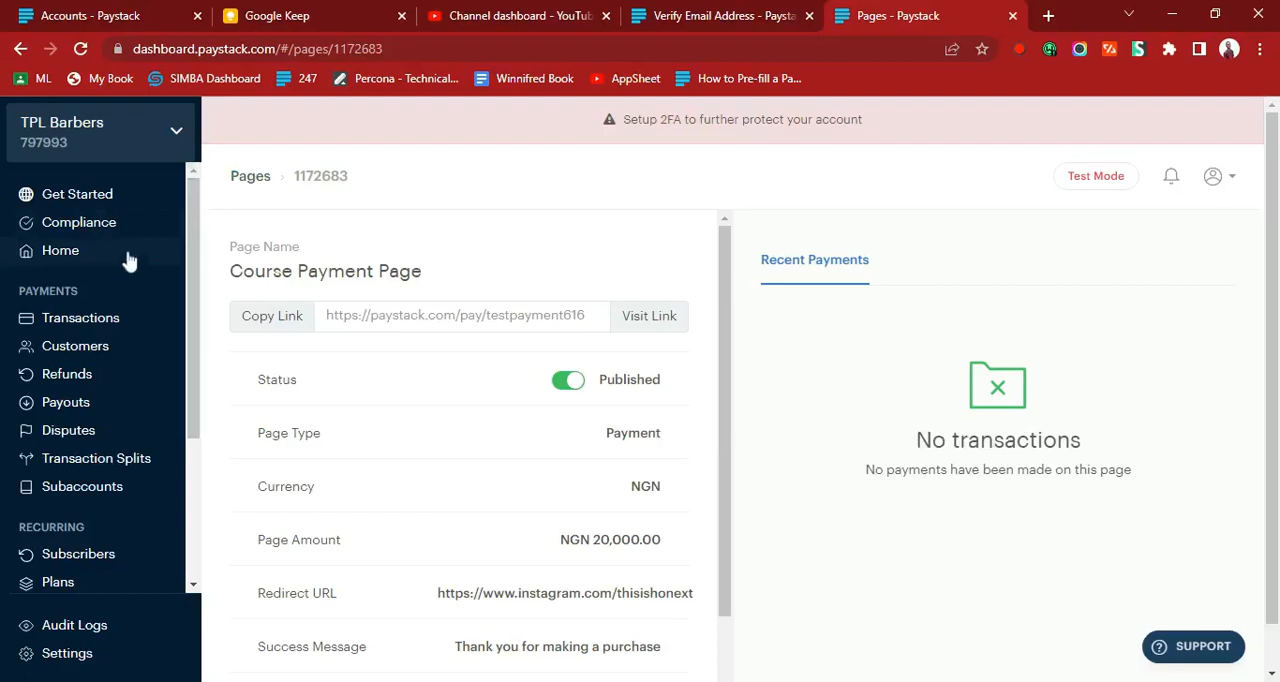 Accounts - Paystack
Google Keep
Channel dashboard - YouTub
Verify Email Address - Paysta
Pages - Paystack
dashboard.paystack.com/#/pages/1172683
ML
My Book
SIMBA Dashboard
247
Percona - Technical...
Winnifred Book
AppSheet
How to Pre-fill a Pa...
TPL Barbers
797993
Get Started
Compliance
Home
PAYMENTS
Transactions
Customers
Refunds
Payouts
Disputes
Transaction Splits
Subaccounts
RECURRING
Subscribers
Plans
Audit Logs
Settings
Setup 2FA to further protect your account
Pages › 1172683
Test Mode
Page Name
Course Payment Page
Copy Link https://paystack.com/pay/testpayment616 Visit Link
Status Published
Page Type Payment
Currency NGN
Page Amount NGN 20,000.00
Redirect URL https://www.instagram.com/thisishonext
Success Message Thank you for making a purchase
Recent Payments
No transactions
No payments have been made on this page
SUPPORT